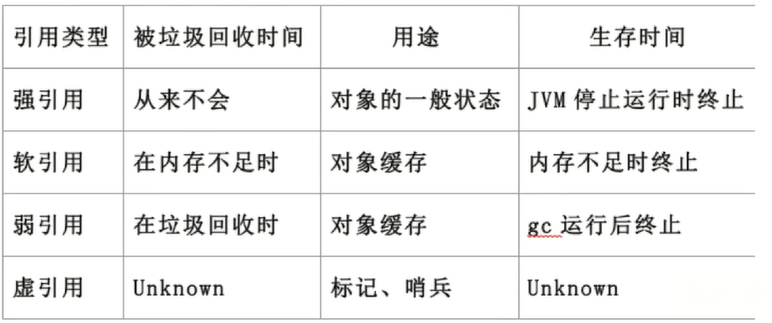 引用类型 被垃圾回收时间 用途 生存时间
强引用 从来不会 对象的一般状态 JVM 停止运行时终止
软引用 在内存不足时 对象缓存 内存不足时终止
弱引用 在垃圾回收时 对象缓存 gc 运行后终止
虚引用 Unknown 标记、哨兵 Unknown